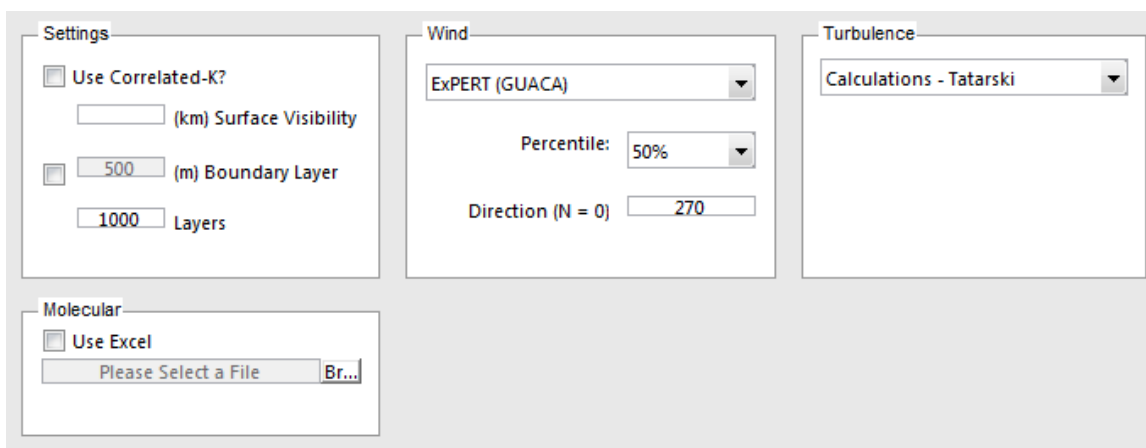 Settings
Use Correlated-K?
(km) Surface Visibility
500 (m) Boundary Layer
1000 Layers
Wind
ExPERT (GUACA)
Percentile: 50%
Direction (N = 0) 270
Turbulence
Calculations - Tatarski
Molecular
Use Excel
Please Select a File Br...